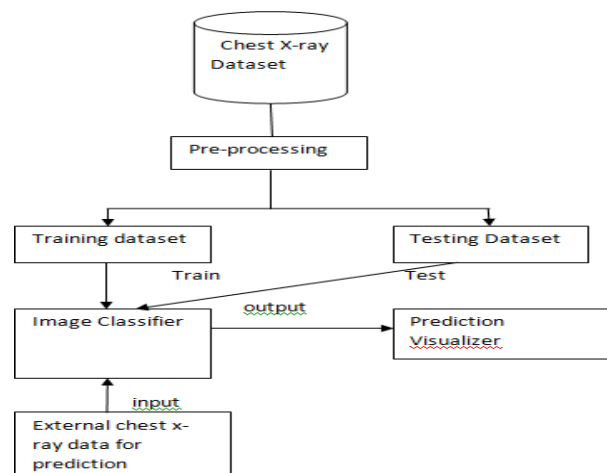 Chest X-ray
Dataset
Pre-processing
Training dataset
Testing Dataset
Train
Test
output
Image Classifier
Prediction
Visualizer
input
External chest x-
ray data for
prediction